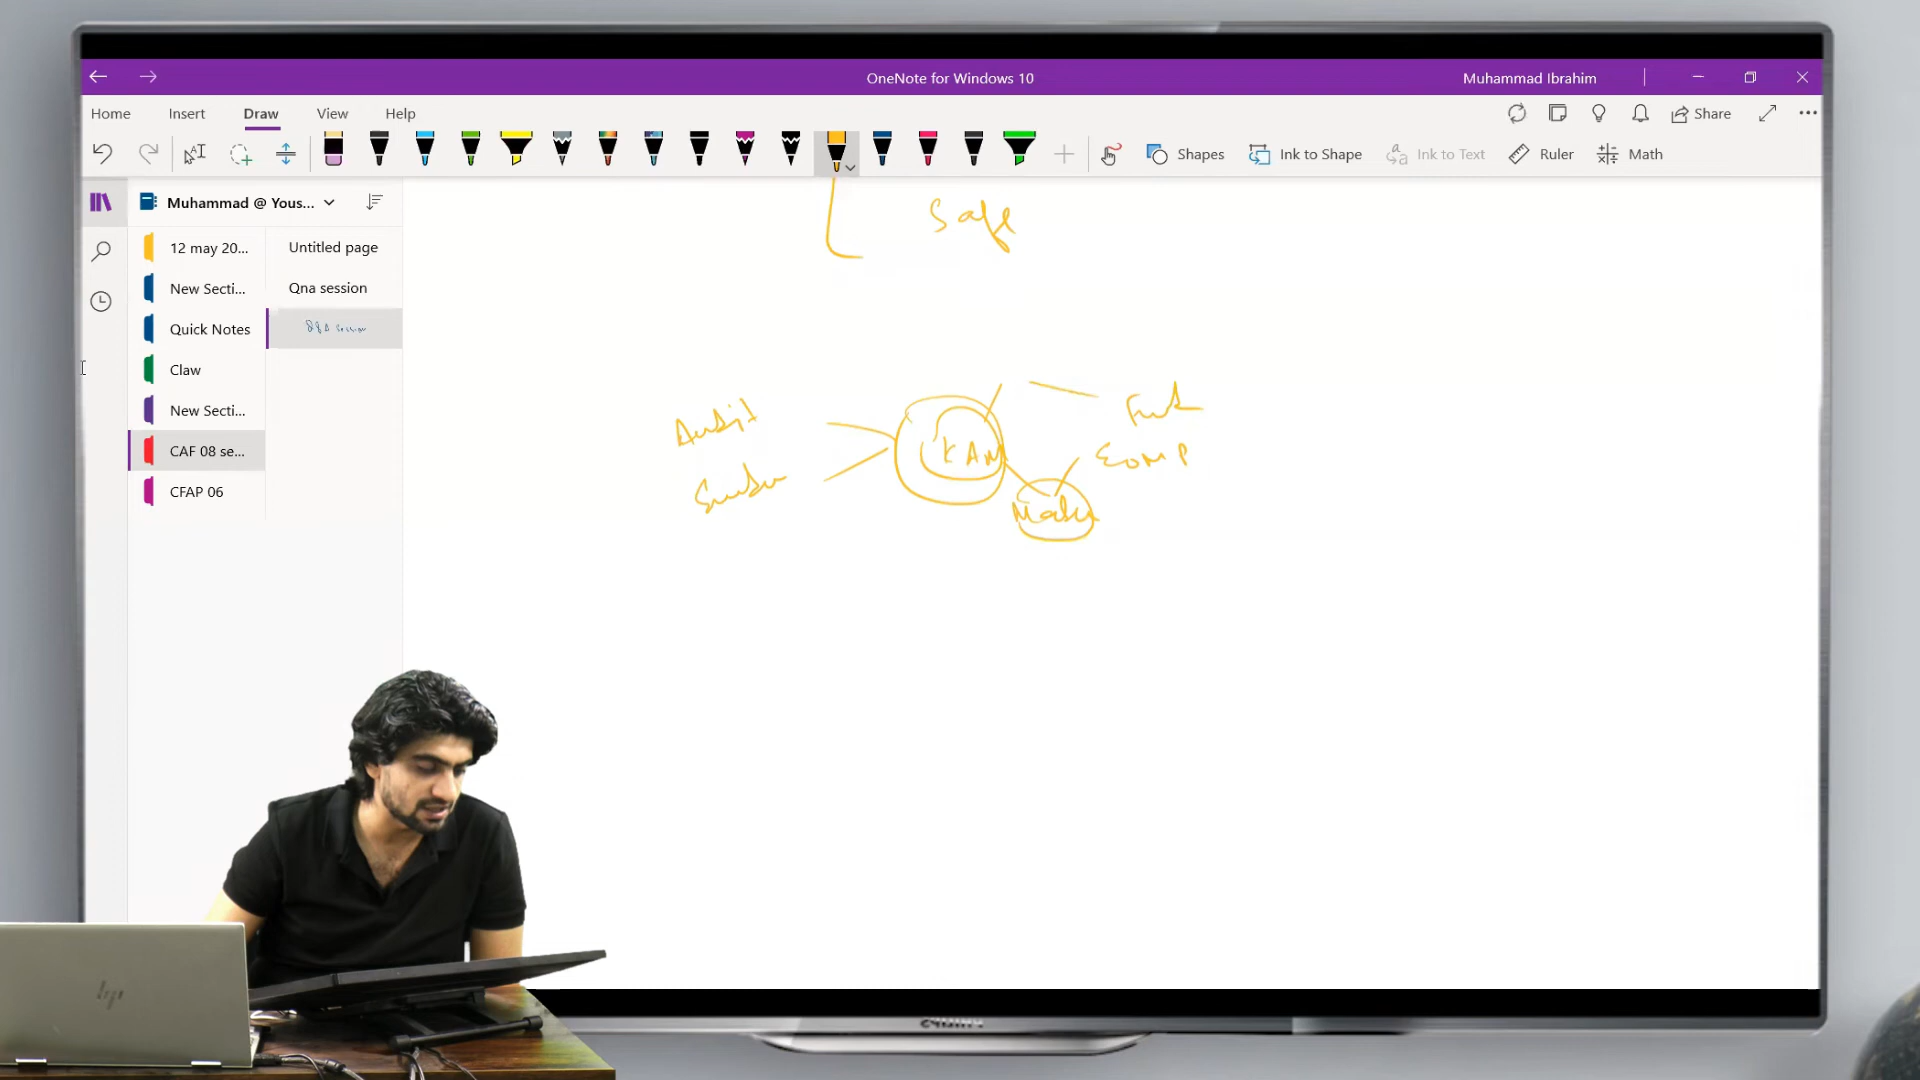 OneNote for Windows 10
Muhammad Ibrahim
Home Insert Draw View Help
Share
Shapes Ink to Shape Ink to Text Ruler Math
Muhammad @ Yous...
12 may 20...
New Secti...
Quick Notes
Claw
New Secti...
CAF 08 se...
CFAP 06
Untitled page
Qna session
Safe
Audit
KAM
EOMP
hp